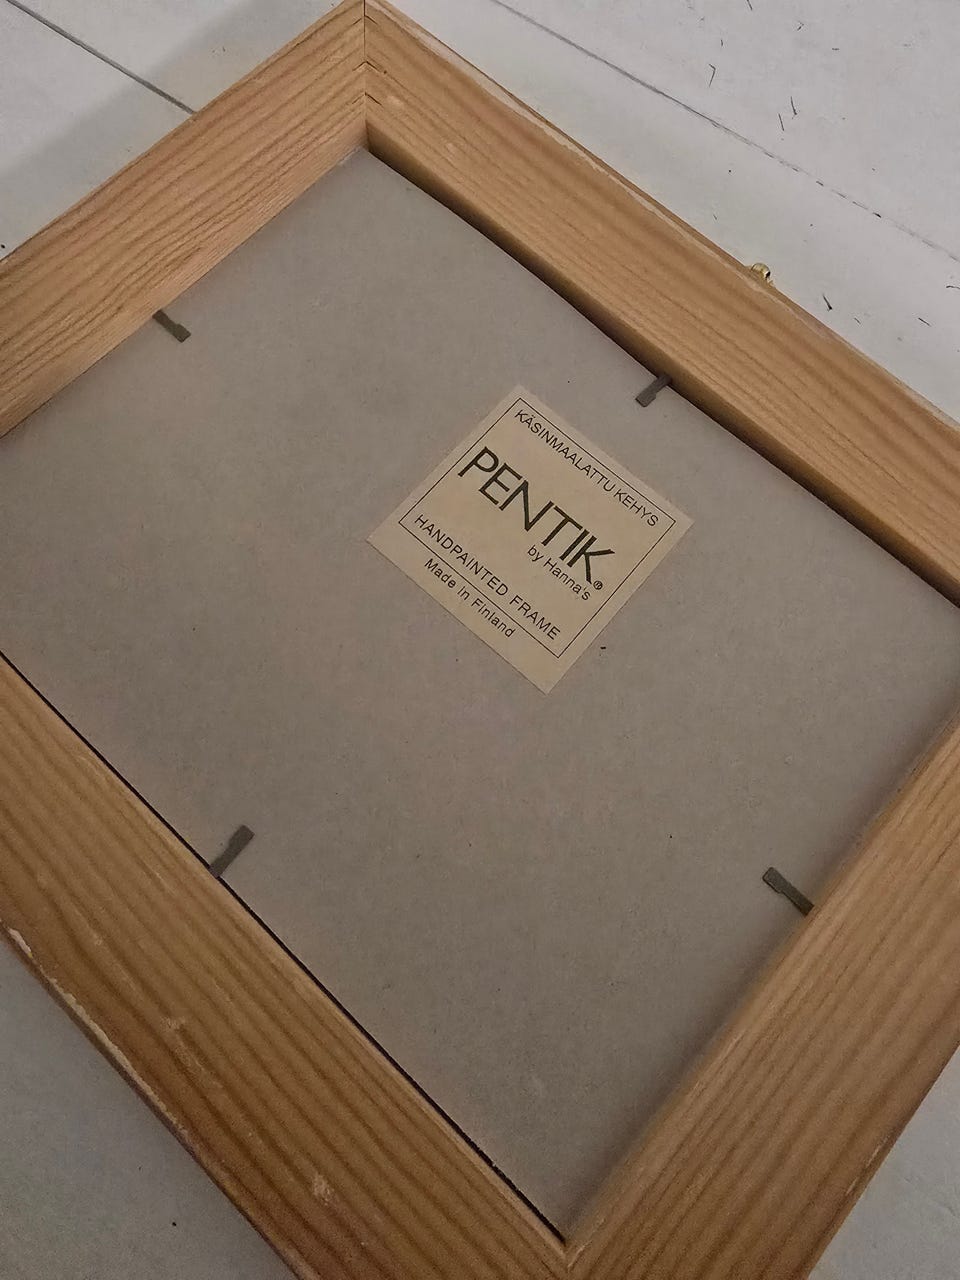 KÄSINMAALATTU KEHYS
PENTIK®
by Hanna's
HANDPAINTED FRAME
Made in Finland